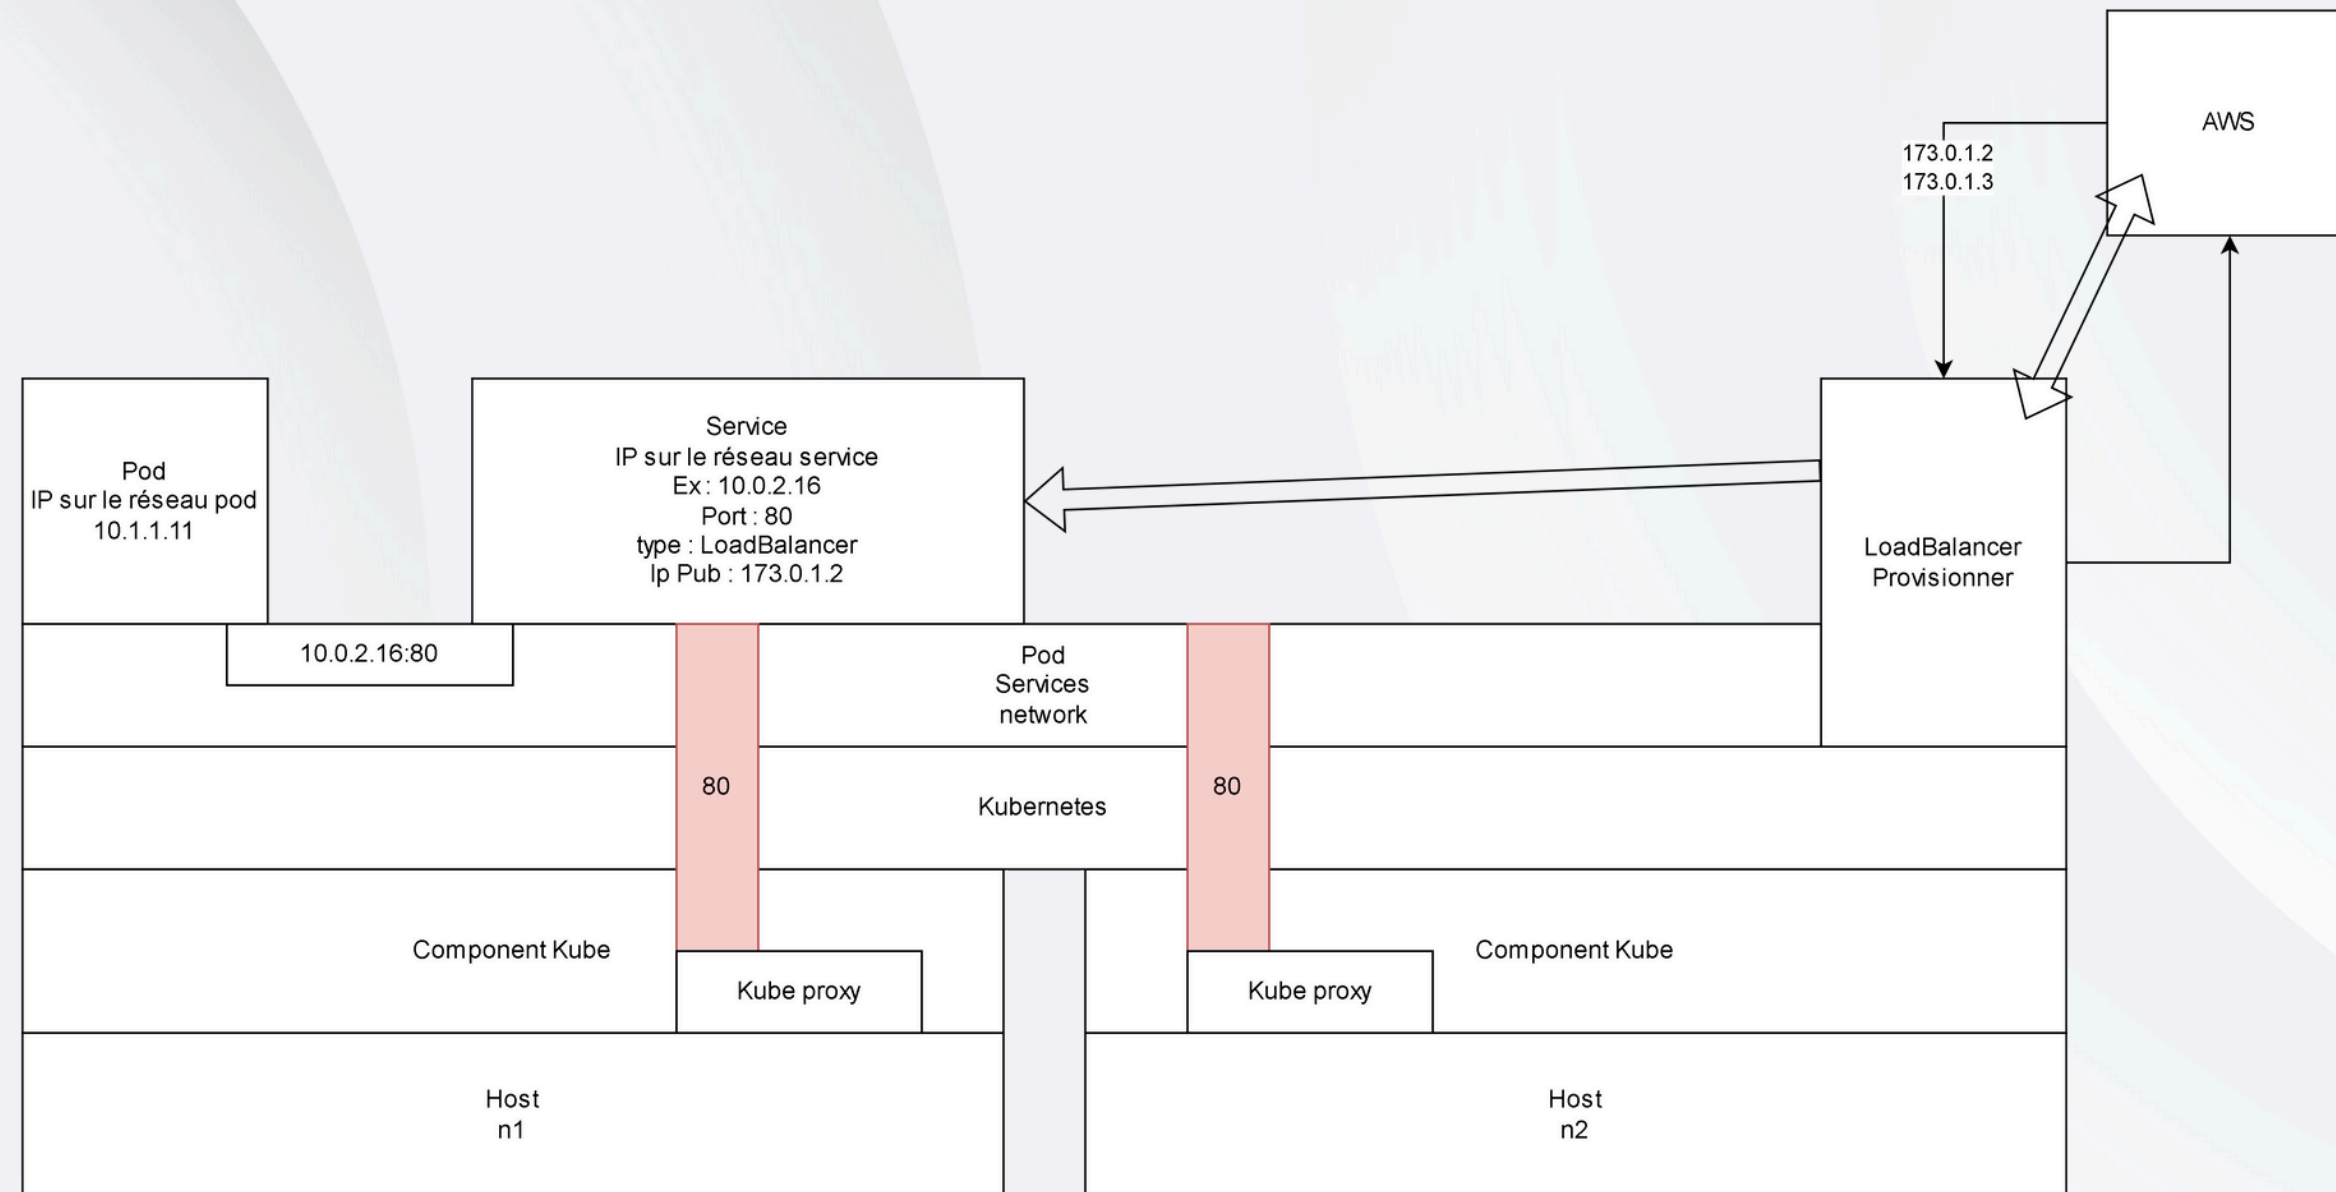 AWS
173.0.1.2
173.0.1.3
Pod
IP sur le réseau pod
10.1.1.11
Service
IP sur le réseau service
Ex : 10.0.2.16
Port : 80
type : LoadBalancer
Ip Pub : 173.0.1.2
LoadBalancer
Provisionner
10.0.2.16:80
Pod
Services
network
80
80
Kubernetes
Component Kube
Kube proxy
Component Kube
Kube proxy
Host
n1
Host
n2